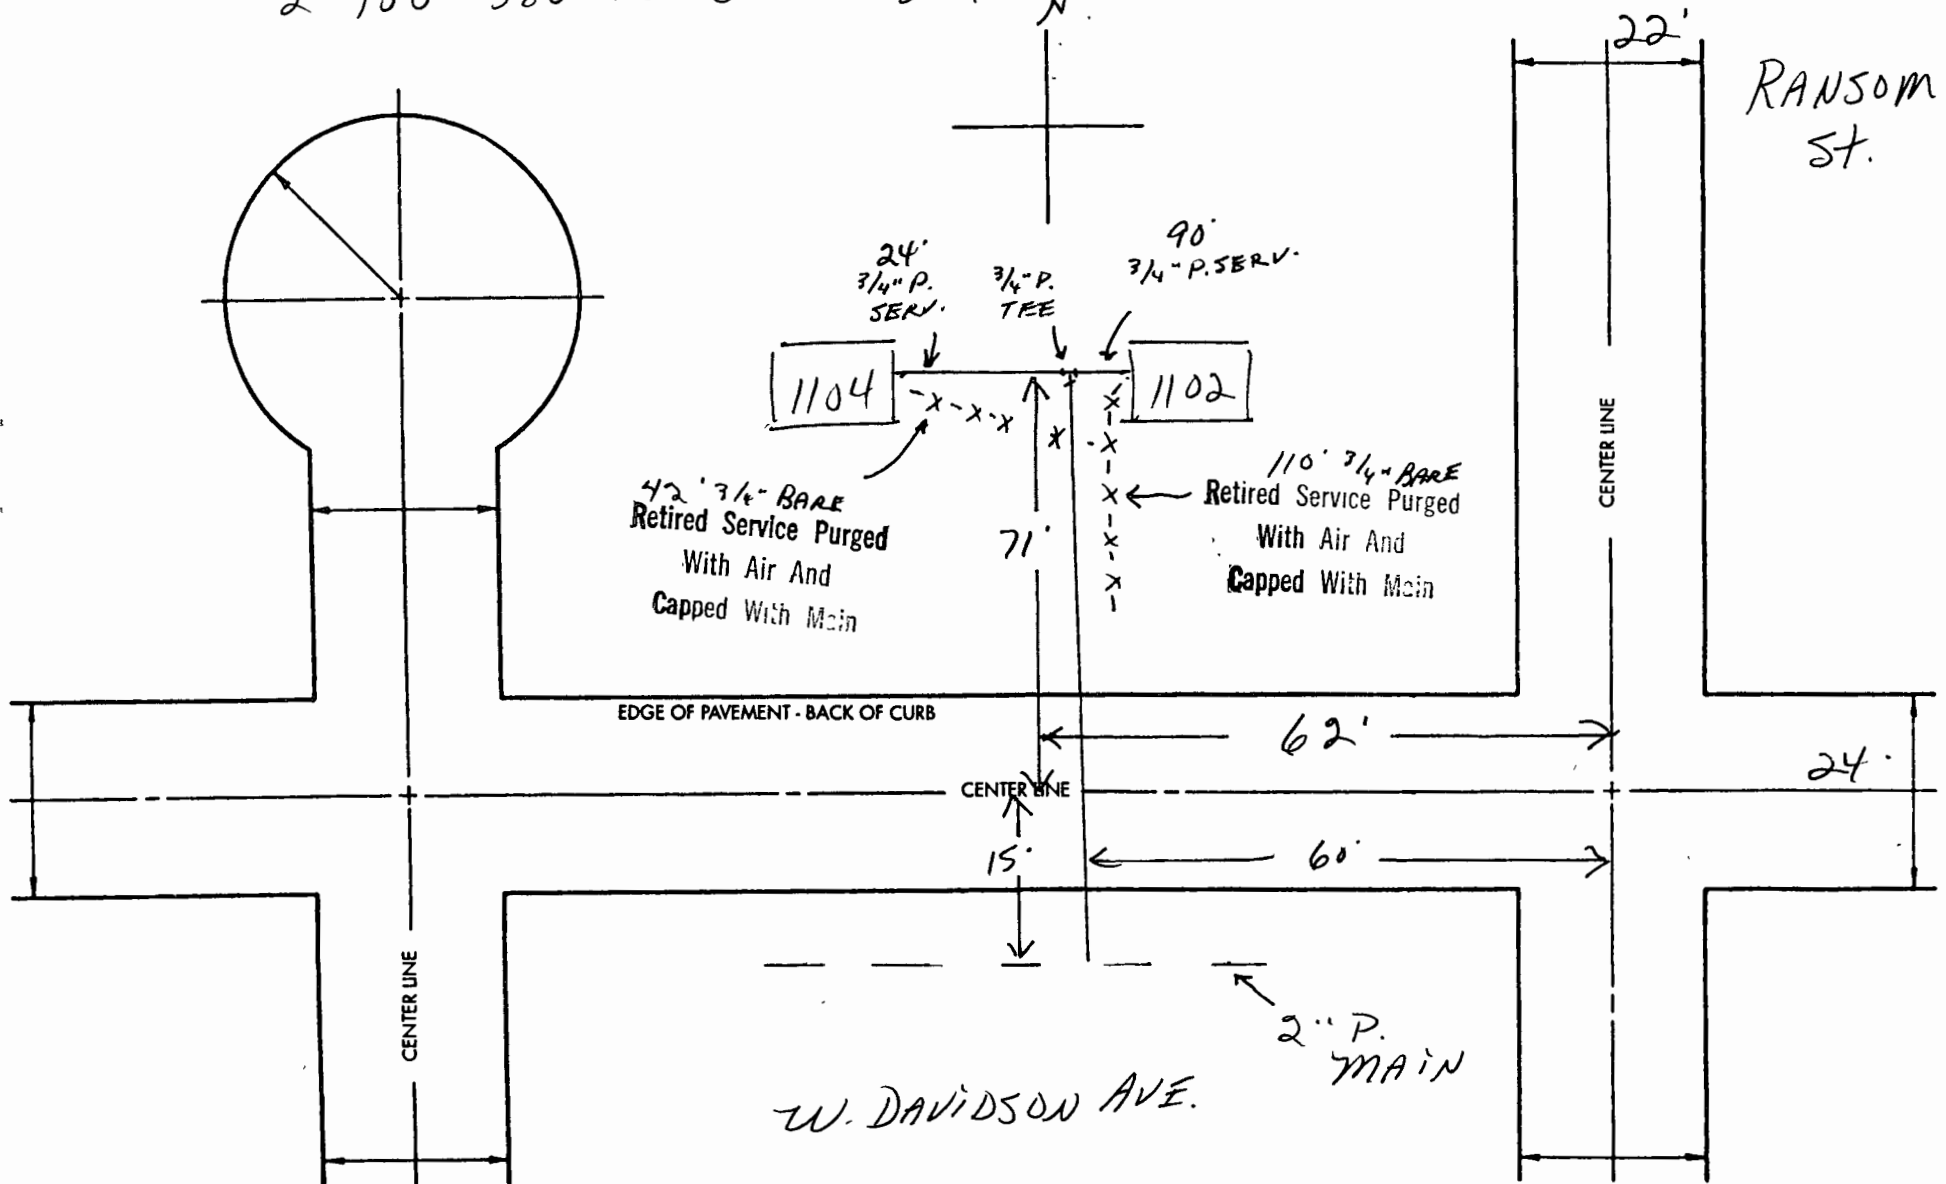 N.
22'
RANSOM
St.
24'
3/4" P.
SERV.
3/4" P.
TEE
90'
3/4" P. SERV.
1104
1102
CENTER LINE
42' 3/4" BARE
Retired Service Purged
With Air And
Capped With Main
71'
110' 3/4" BARE
Retired Service Purged
With Air And
Capped With Main
EDGE OF PAVEMENT - BACK OF CURB
62'
24'
CENTER LINE
15'
60'
CENTER LINE
2" P.
MAIN
W. DAVIDSON AVE.